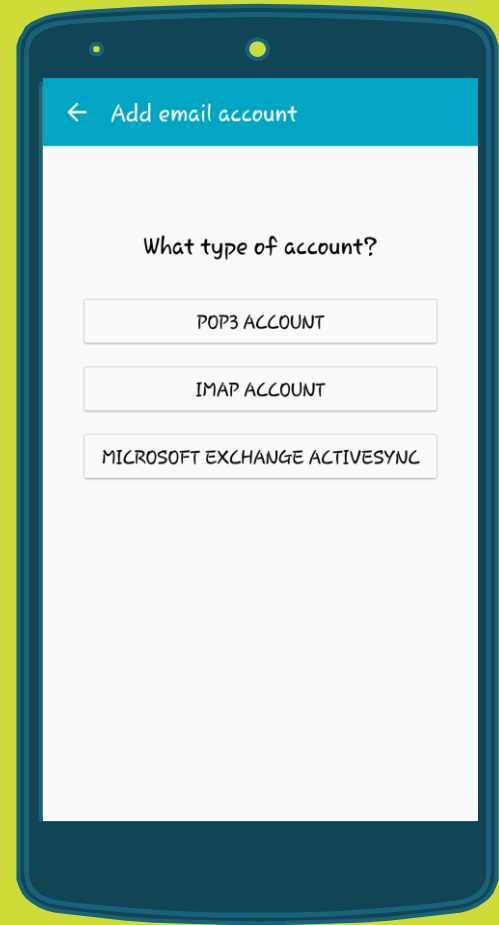 Add email account
What type of account?
POP3 ACCOUNT
IMAP ACCOUNT
MICROSOFT EXCHANGE ACTIVESYNC